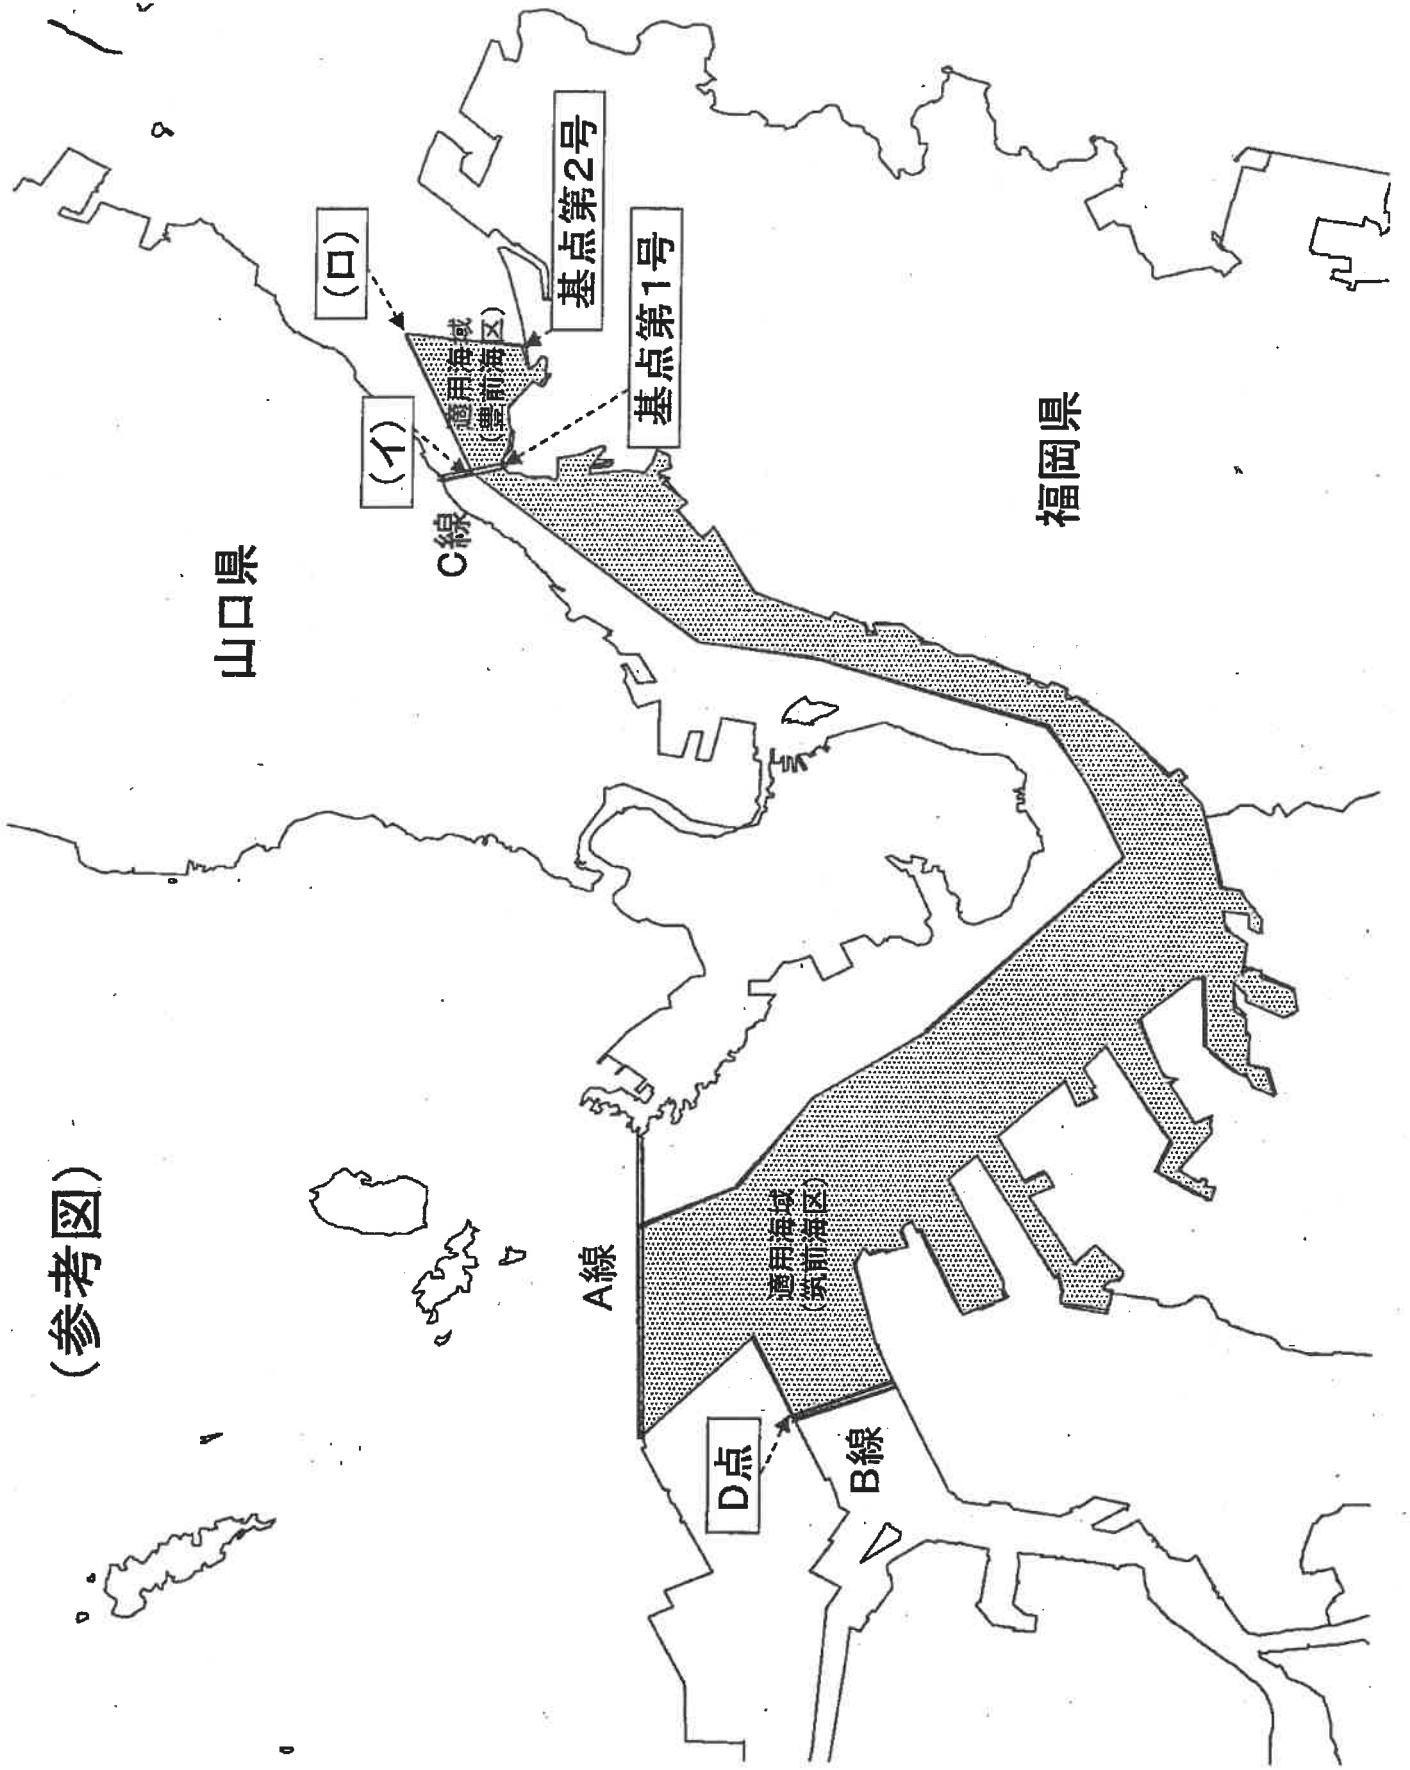 (参考図)
山口県
福岡県
(ロ)
(イ)
基点第2号
基点第1号
適用海域
(豊前海区)
C線
A線
適用海域
(筑前海区)
D点
B線